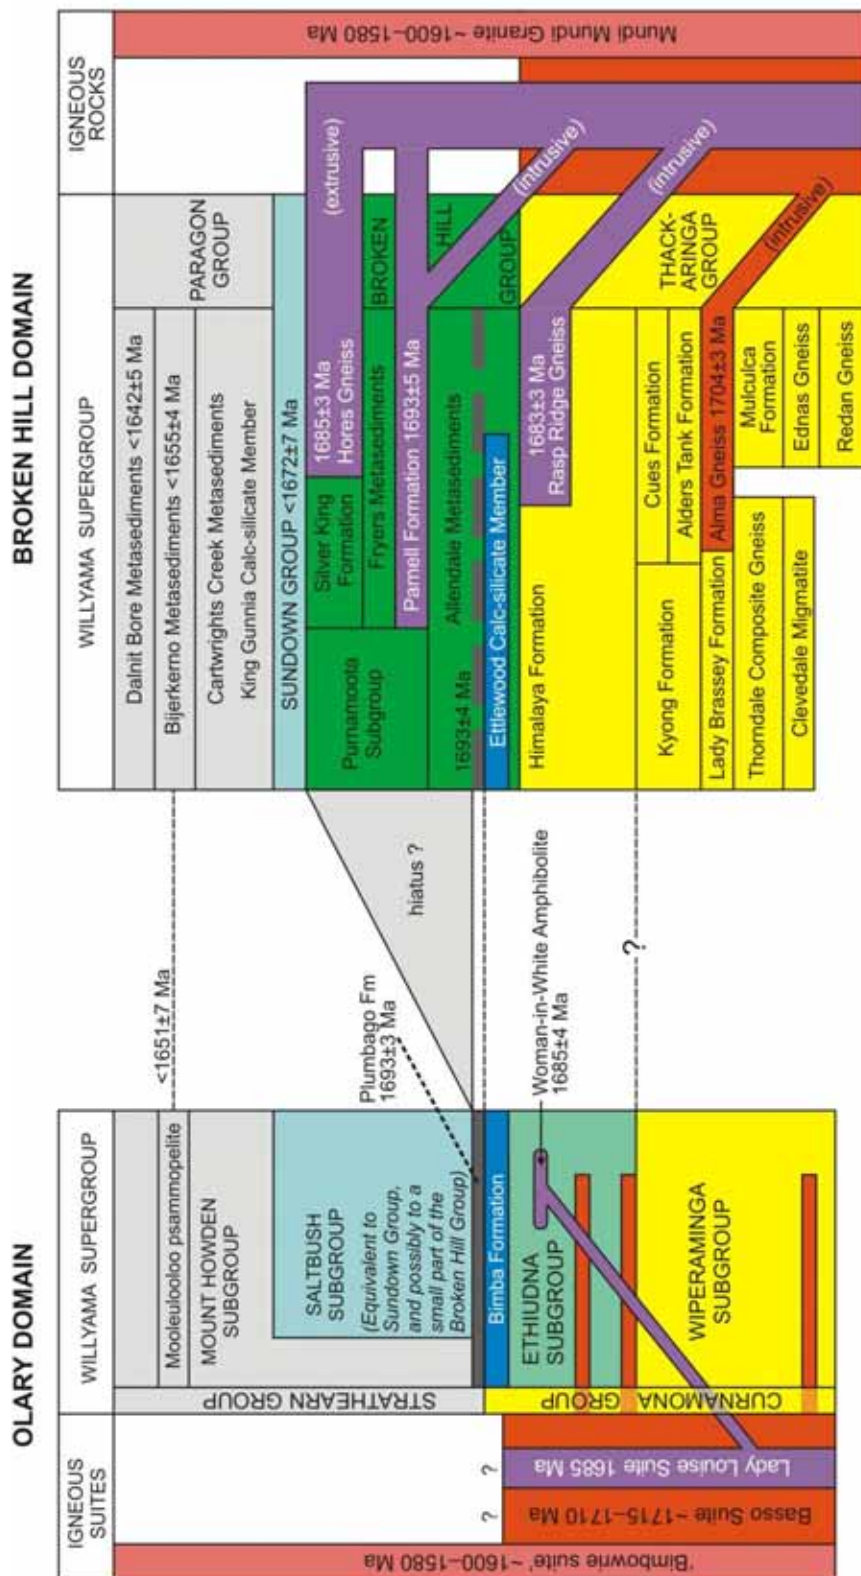 OLARY DOMAIN
IGNEOUS
SUITES
WILLYAMA SUPERGROUP
'Bimbowrie suite' ~1600–1580 Ma
?
?
Basso Suite ~1715–1710 Ma
Lady Louise Suite 1685 Ma
STRATHEARN GROUP
CURNAMONA GROUP
Mooleulooloo psammopelite
MOUNT HOWDEN
SUBGROUP
SALTBUSH
SUBGROUP
(Equivalent to
Sundown Group,
and possibly to a
small part of the
Broken Hill Group)
Bimba Formation
ETHIUDNA
SUBGROUP
WIPERAMINGA
SUBGROUP
<1651±7 Ma
Plumbago Fm
1693±3 Ma
hiatus ?
Woman-in-White Amphibolite
1685±4 Ma
?
BROKEN HILL DOMAIN
WILLYAMA SUPERGROUP
IGNEOUS
ROCKS
Dalnit Bore Metasediments <1642±5 Ma
Bijerkerno Metasediments <1655±4 Ma
Cartwrights Creek Metasediments
King Gunnia Calc-silicate Member
PARAGON
GROUP
SUNDOWN GROUP <1672±7 Ma
Purnamoota
Subgroup
Silver King
Formation
1685±3 Ma
Hores Gneiss
(extrusive)
Fryers Metasediments
BROKEN
HILL
GROUP
Parnell Formation 1693±5 Ma
(intrusive)
Allendale Metasediments
1693±4 Ma
Ettlewood Calc-silicate Member
Himalaya Formation
1683±3 Ma
Rasp Ridge Gneiss
(intrusive)
THACK-
ARINGA
GROUP
Kyong Formation
Cues Formation
Alders Tank Formation
Lady Brassey Formation
Alma Gneiss 1704±3 Ma
(intrusive)
Thorndale Composite Gneiss
Mulculca
Formation
Clevedale Migmatite
Ednas Gneiss
Redan Gneiss
Mundi Mundi Granite ~1600–1580 Ma